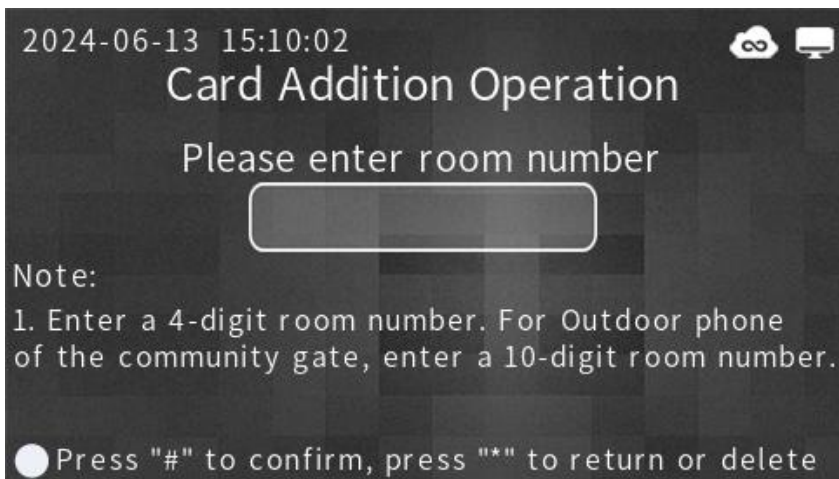 2024-06-13 15:10:02
Card Addition Operation
Please enter room number
Note:
1. Enter a 4-digit room number. For Outdoor phone
of the community gate, enter a 10-digit room number.
Press "#" to confirm, press "*" to return or delete